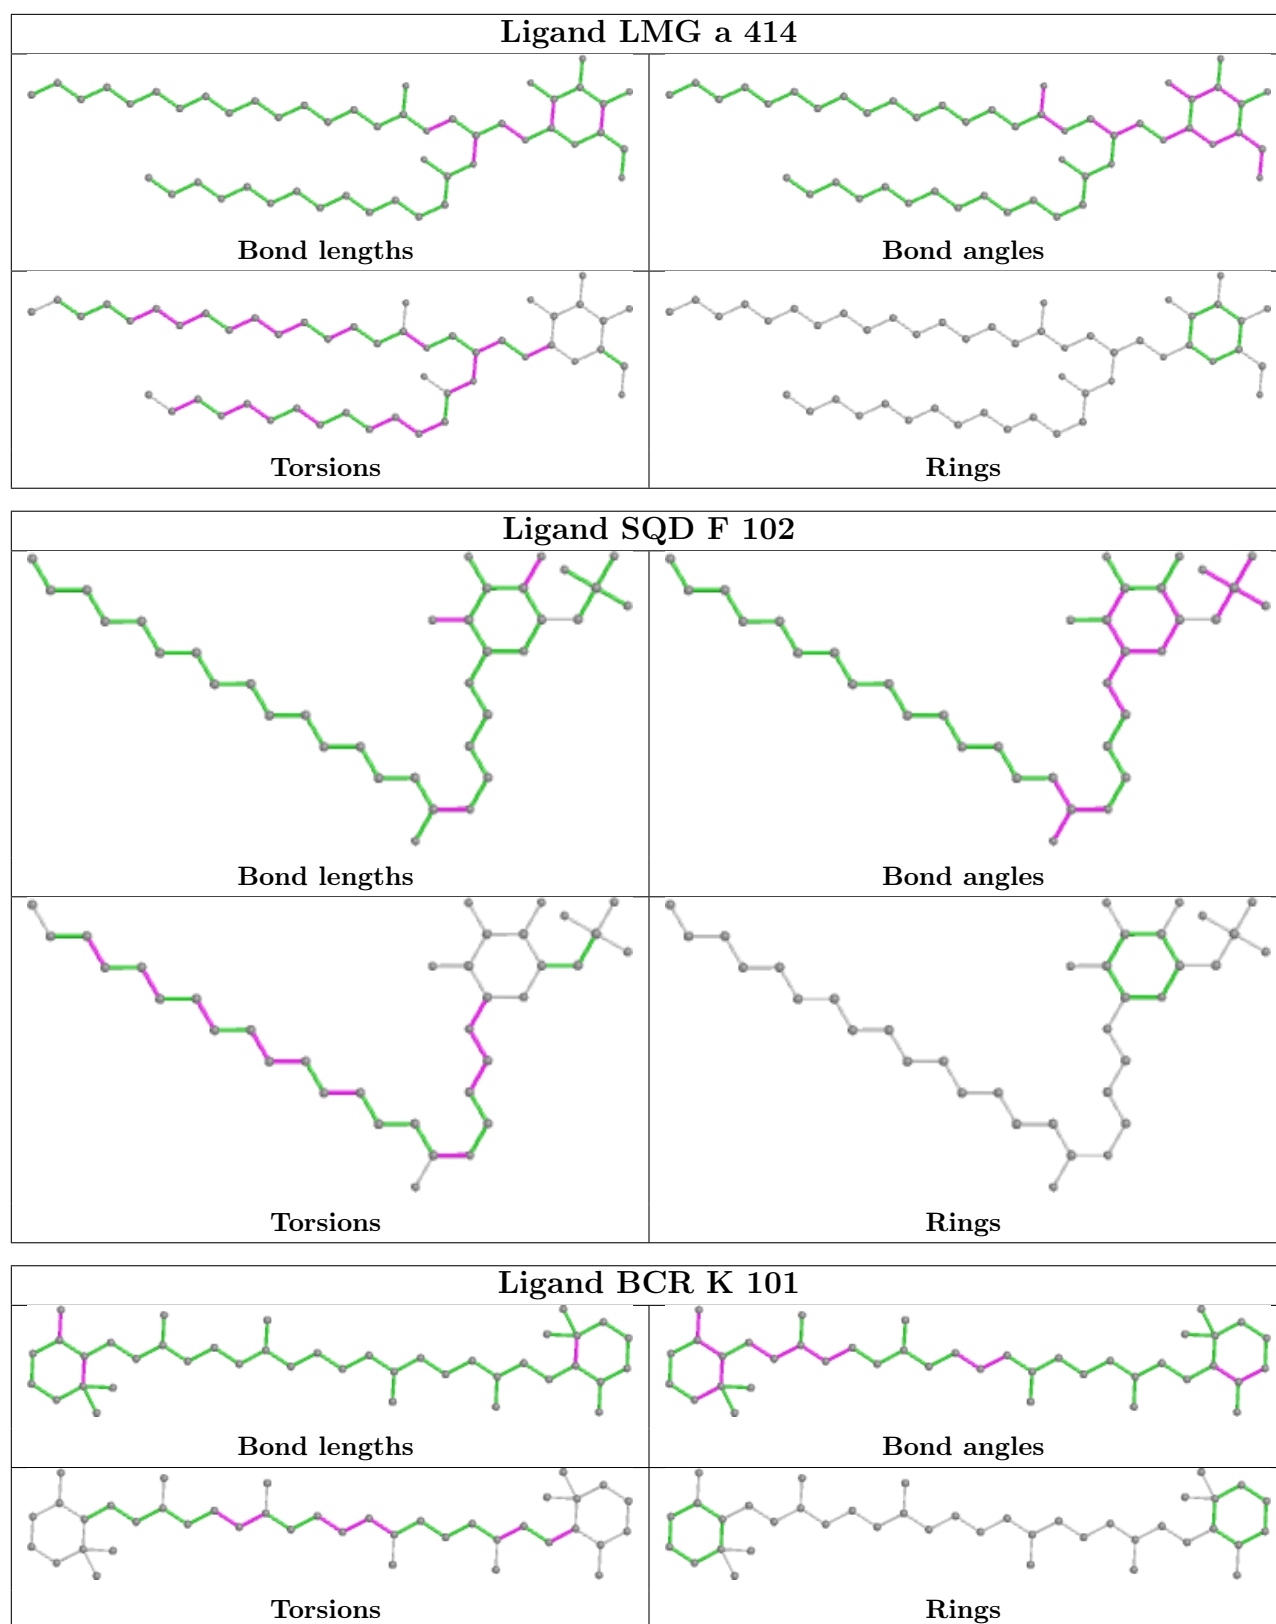 Ligand LMG a 414
Bond lengths
Bond angles
Torsions
Rings
Ligand SQD F 102
Bond lengths
Bond angles
Torsions
Rings
Ligand BCR K 101
Bond lengths
Bond angles
Torsions
Rings